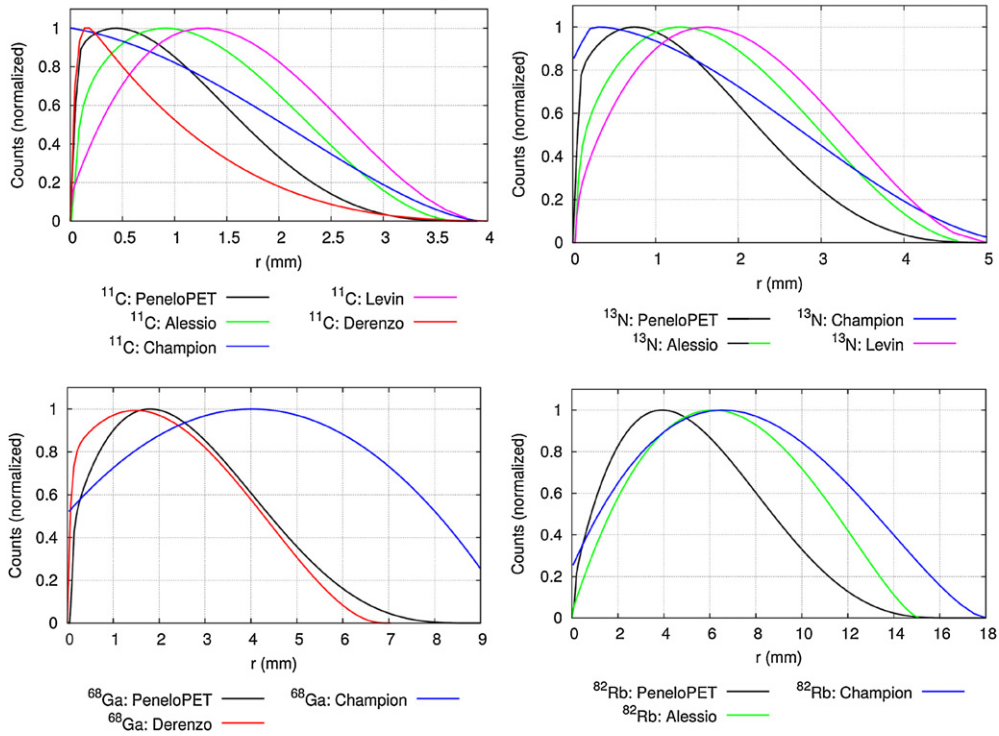 Counts (normalized)
1
0.8
0.6
0.4
0.2
0
0 0.5 1 1.5 2 2.5 3 3.5 4
r (mm)
¹¹C: PeneloPET
¹¹C: Levin
¹¹C: Alessio
¹¹C: Derenzo
¹¹C: Champion
Counts (normalized)
1
0.8
0.6
0.4
0.2
0
0 1 2 3 4 5
r (mm)
¹³N: PeneloPET
¹³N: Champion
¹³N: Alessio
¹³N: Levin
Counts (normalized)
1
0.8
0.6
0.4
0.2
0
0 1 2 3 4 5 6 7 8 9
r (mm)
⁶⁸Ga: PeneloPET
⁶⁸Ga: Champion
⁶⁸Ga: Derenzo
Counts (normalized)
1
0.8
0.6
0.4
0.2
0
0 2 4 6 8 10 12 14 16 18
r (mm)
⁸²Rb: PeneloPET
⁸²Rb: Champion
⁸²Rb: Alessio